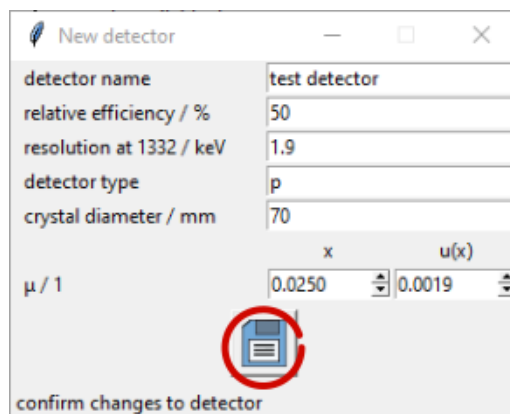 New detector
detector name test detector
relative efficiency / % 50
resolution at 1332 / keV 1.9
detector type p
crystal diameter / mm 70
x u(x)
µ / 1 0.0250 0.0019
confirm changes to detector